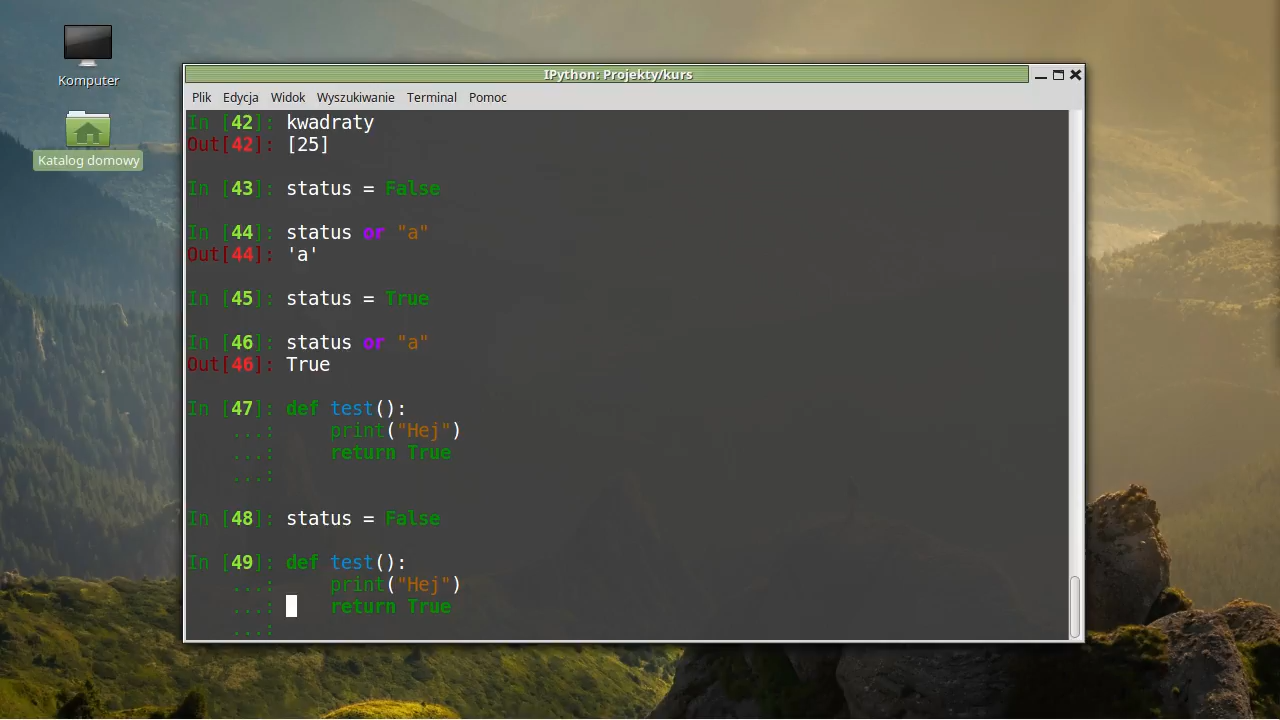 Komputer
Katalog domowy
IPython: Projekty/kurs
Plik Edycja Widok Wyszukiwanie Terminal Pomoc
In [42]: kwadraty
Out[42]: [25]
In [43]: status = False
In [44]: status or "a"
Out[44]: 'a'
In [45]: status = True
In [46]: status or "a"
Out[46]: True
In [47]: def test():
...: print("Hej")
...: return True
...:
In [48]: status = False
In [49]: def test():
...: print("Hej")
...: return True
...: